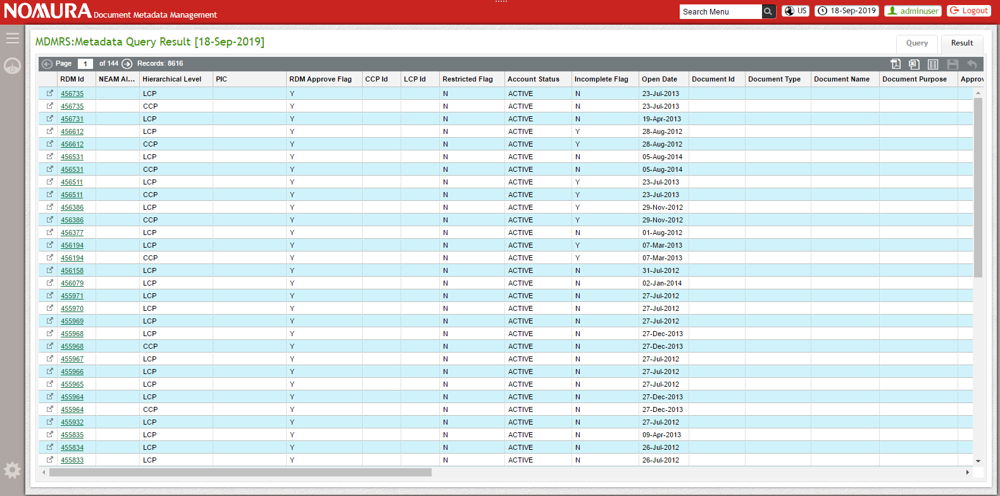 NOMURA Document Metadata Management
Search Menu US 18-Sep-2019 adminuser Logout
MDMRS:Metadata Query Result [18-Sep-2019] Query Result
Page 1 of 144 Records: 8616
RDM Id NEAM Al... Hierarchical Level PIC RDM Approve Flag CCP Id LCP Id Restricted Flag Account Status Incomplete Flag Open Date Document Id Document Type Document Name Document Purpose Approv
456735 LCP Y N ACTIVE N 23-Jul-2013
456735 CCP Y N ACTIVE N 23-Jul-2013
456731 LCP Y N ACTIVE N 19-Apr-2013
456612 LCP Y N ACTIVE Y 28-Aug-2012
456612 CCP Y N ACTIVE Y 28-Aug-2012
456531 LCP Y N ACTIVE N 05-Aug-2014
456531 CCP Y N ACTIVE N 05-Aug-2014
456511 LCP Y N ACTIVE Y 23-Jul-2013
456511 CCP Y N ACTIVE Y 23-Jul-2013
456386 LCP Y N ACTIVE Y 29-Nov-2012
456386 CCP Y N ACTIVE Y 29-Nov-2012
456377 LCP Y N ACTIVE N 01-Aug-2012
456194 LCP Y N ACTIVE Y 07-Mar-2013
456194 CCP Y N ACTIVE Y 07-Mar-2013
456158 LCP Y N ACTIVE N 31-Jul-2012
456079 LCP Y N ACTIVE N 02-Jan-2014
455971 LCP Y N ACTIVE N 27-Jul-2012
455970 LCP Y N ACTIVE N 27-Jul-2012
455969 LCP Y N ACTIVE N 27-Jul-2012
455968 LCP Y N ACTIVE N 27-Dec-2013
455968 CCP Y N ACTIVE N 27-Dec-2013
455967 LCP Y N ACTIVE N 27-Jul-2012
455966 LCP Y N ACTIVE N 27-Jul-2012
455965 LCP Y N ACTIVE N 27-Jul-2012
455964 LCP Y N ACTIVE N 27-Dec-2013
455964 CCP Y N ACTIVE N 27-Dec-2013
455932 LCP Y N ACTIVE N 27-Jul-2012
455835 LCP Y N ACTIVE N 09-Apr-2013
455834 LCP Y N ACTIVE N 26-Jul-2012
455833 LCP Y N ACTIVE N 26-Jul-2012